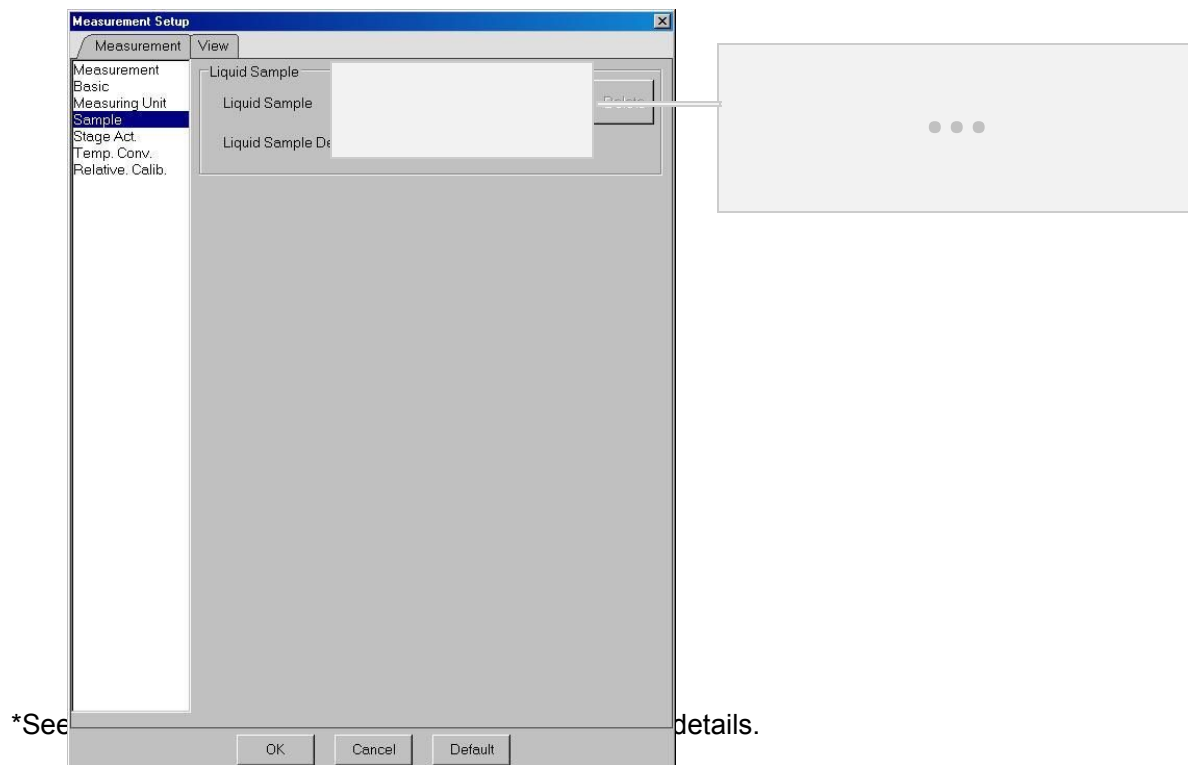 Measurement Setup
Measurement View
Measurement
Basic
Measuring Unit
Sample
Stage Act.
Temp. Conv.
Relative. Calib.
Liquid Sample
Liquid Sample Delete
Liquid Sample
*See details.
OK Cancel Default